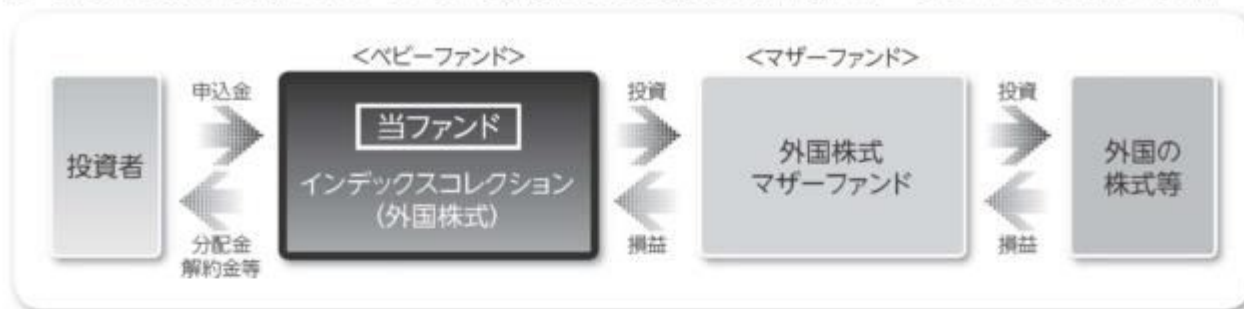 <ベビーファンド>
<マザーファンド>
投資者
申込金
分配金
解約金等
当ファンド
インデックスコレクション
(外国株式)
投資
損益
外国株式
マザーファンド
投資
損益
外国の
株式等